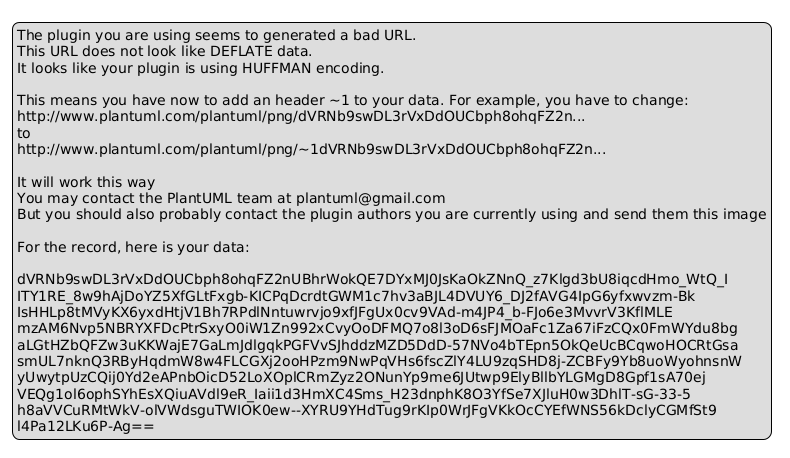 The plugin you are using seems to generated a bad URL.
This URL does not look like DEFLATE data.
It looks like your plugin is using HUFFMAN encoding.
This means you have now to add an header ~1 to your data. For example, you have to change:
http://www.plantuml.com/plantuml/png/dVRNb9swDL3rVxDdOUCbph8ohqFZ2n...
to
http://www.plantuml.com/plantuml/png/~1dVRNb9swDL3rVxDdOUCbph8ohqFZ2n...
It will work this way
You may contact the PlantUML team at plantuml@gmail.com
But you should also probably contact the plugin authors you are currently using and send them this image
For the record, here is your data:
dVRNb9swDL3rVxDdOUCbph8ohqFZ2nUBhrWokQE7DYxMJ0JsKaOkZNnQ_z7Klgd3bU8iqcdHmo_WtQ_I
ITY1RE_8w9hAjDoYZ5XfGLtFxgb-KICPqDcrdtGWM1c7hv3aBJL4DVUY6_DJ2fAVG4IpG6yfxwvzm-Bk
IsHHLp8tMVyKX6yxdHtjV1Bh7RPdlNntuwrvjo9xfJFgUx0cv9VAd-m4JP4_b-FJo6e3MvvrV3KflMLE
mzAM6Nvp5NBRYXFDcPtrSxyO0iW1Zn992xCvyOoDFMQ7o8l3oD6sFJMOaFc1Za67iFzCQx0FmWYdu8bg
aLGtHZbQFZw3uKKWajE7GaLmJdlgqkPGFVvSJhddzMZD5DdD-57NVo4bTEpn5OkQeUcBCqwoHOCRtGsa
smUL7nknQ3RByHqdmW8w4FLCGXj2ooHPzm9NwPqVHs6fscZlY4LU9zqSHD8j-ZCBFy9Yb8uoWyohnsnW
yUwytpUzCQij0Yd2eAPnbOicD52LoXOplCRmZyz2ONunYp9me6JUtwp9ElyBllbYLGMgD8Gpf1sA70ej
VEQg1ol6ophSYhEsXQiuAVdl9eR_Iaii1d3HmXC4Sms_H23dnphK8O3YfSe7XJluH0w3DhlT-sG-33-5
h8aVVCuRMtWkV-olVWdsguTWIOK0ew--XYRU9YHdTug9rKlp0WrJFgVKkOcCYEfWNS56kDclyCGMfSt9
l4Pa12LKu6P-Ag==